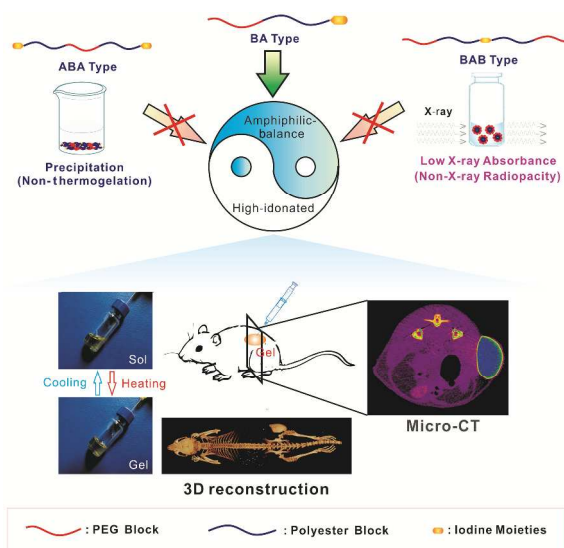 BA Type
ABA Type
BAB Type
X-ray
Amphiphilic-
balance
Precipitation
(Non-thermogelation)
Low X-ray Absorbance
(Non-X-ray Radiopacity)
High-idonated
Sol
Cooling
Heating
Gel
Gel
Micro-CT
3D reconstruction
: PEG Block
: Polyester Block
: Iodine Moieties